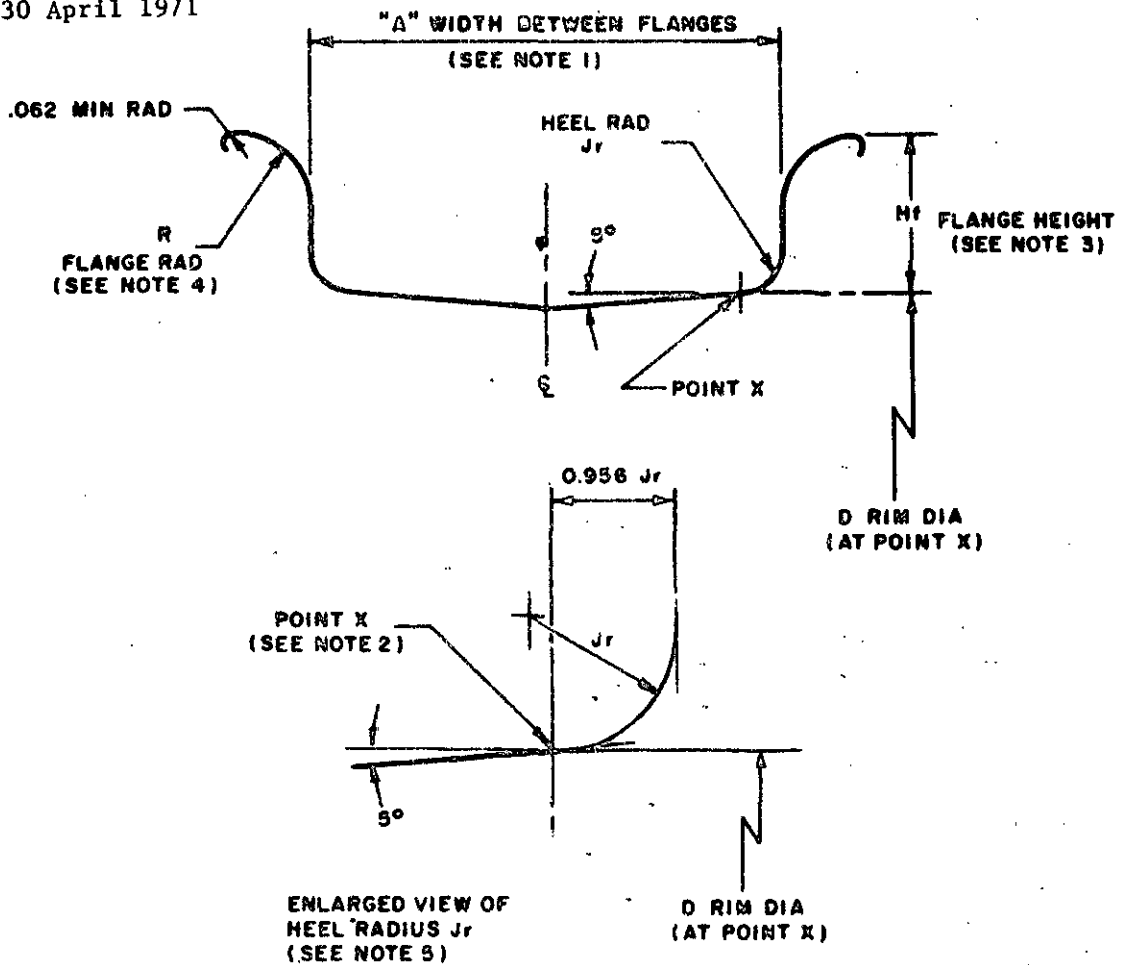 30 April 1971
"A" WIDTH BETWEEN FLANGES
(SEE NOTE 1)
.062 MIN RAD
HEEL RAD
Jr
R
FLANGE RAD
(SEE NOTE 4)
5°
Hf
FLANGE HEIGHT
(SEE NOTE 3)
℄
POINT X
D RIM DIA
(AT POINT X)
0.956 Jr
POINT X
(SEE NOTE 2)
Jr
5°
ENLARGED VIEW OF
HEEL RADIUS Jr
(SEE NOTE 5)
D RIM DIA
(AT POINT X)